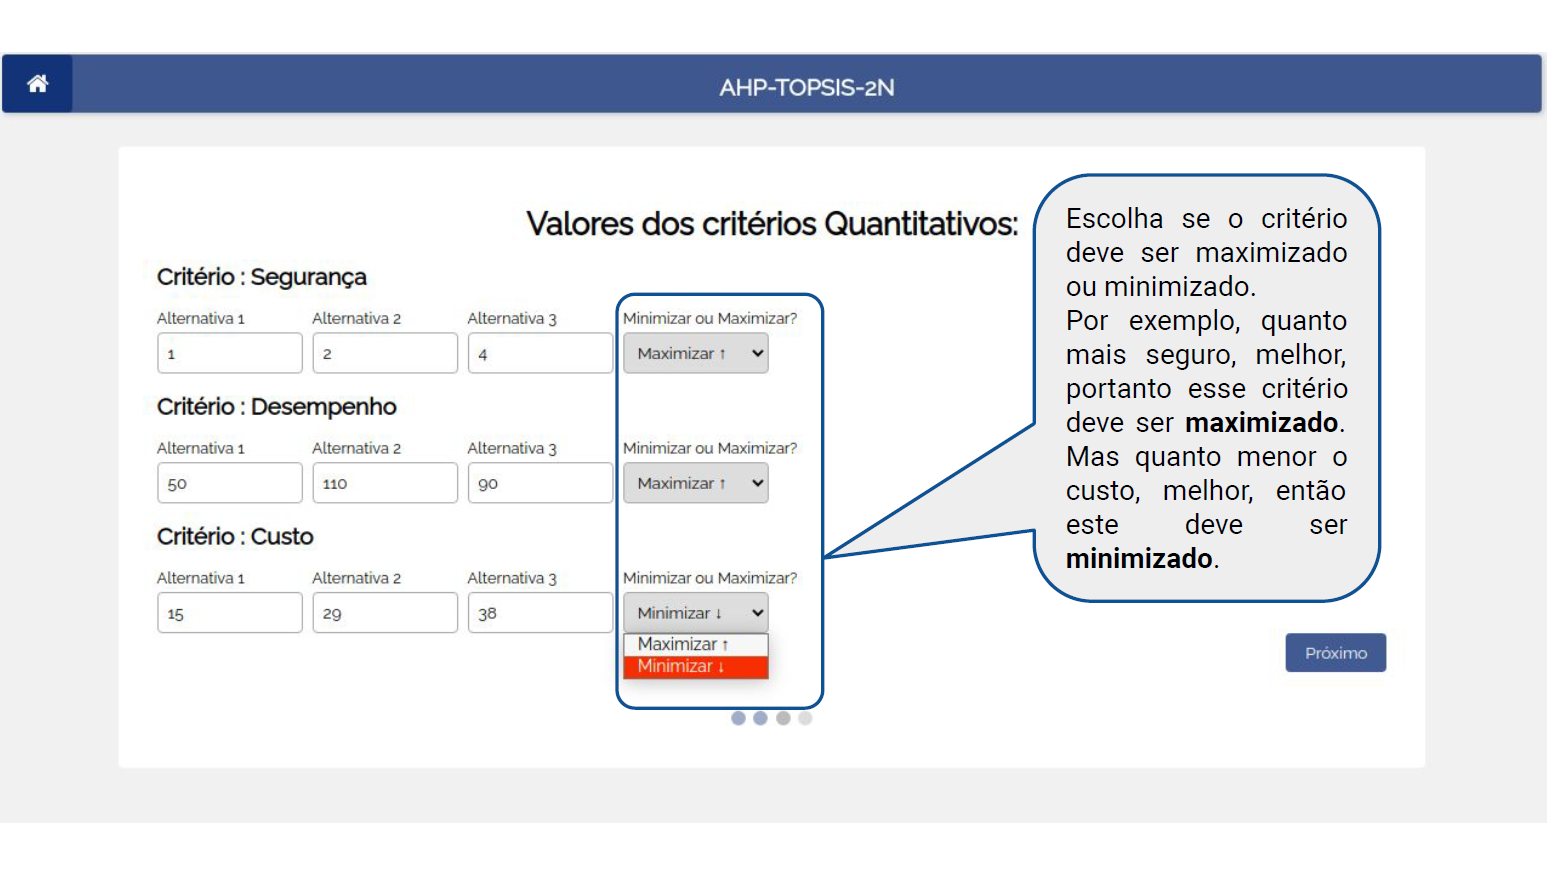 AHP-TOPSIS-2N
Valores dos critérios Quantitativos:
Critério : Segurança
Alternativa 1 Alternativa 2 Alternativa 3 Minimizar ou Maximizar?
1 2 4 Maximizar ↑
Critério : Desempenho
Alternativa 1 Alternativa 2 Alternativa 3 Minimizar ou Maximizar?
50 110 90 Maximizar ↑
Critério : Custo
Alternativa 1 Alternativa 2 Alternativa 3 Minimizar ou Maximizar?
15 29 38 Minimizar ↓
Maximizar ↑
Minimizar ↓
Escolha se o critério
deve ser maximizado
ou minimizado.
Por exemplo, quanto
mais seguro, melhor,
portanto esse critério
deve ser maximizado.
Mas quanto menor o
custo, melhor, então
este deve ser
minimizado.
Próximo